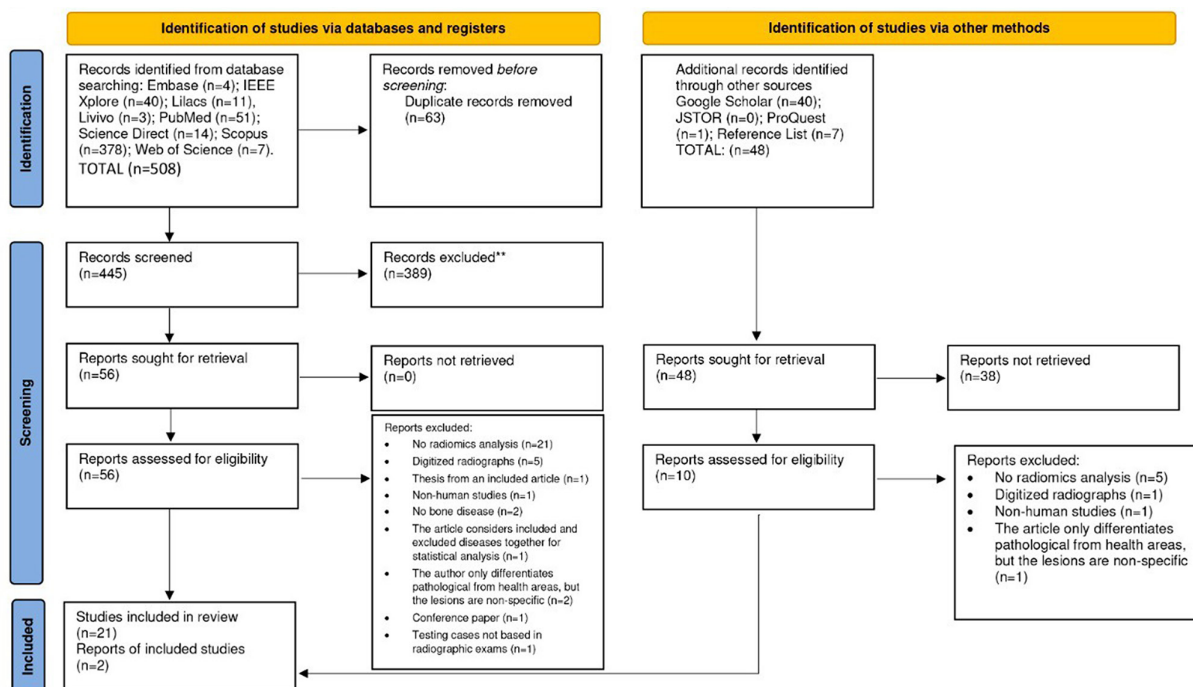 Identification of studies via databases and registers
Identification of studies via other methods
Identification
Records identified from database
searching: Embase (n=4); IEEE
Xplore (n=40); Lilacs (n=11),
Livivo (n=3); PubMed (n=51);
Science Direct (n=14); Scopus
(n=378); Web of Science (n=7).
TOTAL (n=508)
Records removed before
screening:
Duplicate records removed
(n=63)
Additional records identified
through other sources
Google Scholar (n=40);
JSTOR (n=0); ProQuest
(n=1); Reference List (n=7)
TOTAL: (n=48)
Screening
Records screened
(n=445)
Records excluded**
(n=389)
Reports sought for retrieval
(n=56)
Reports not retrieved
(n=0)
Reports sought for retrieval
(n=48)
Reports not retrieved
(n=38)
Reports assessed for eligibility
(n=56)
Reports excluded:
• No radiomics analysis (n=21)
• Digitized radiographs (n=5)
• Thesis from an included article (n=1)
• Non-human studies (n=1)
• No bone disease (n=2)
• The article considers included and
excluded diseases together for
statistical analysis
(n=1)
• The author only differentiates
pathological from health areas, but
the lesions are non-specific (n=2)
• Conference paper (n=1)
• Testing cases not based in
radiographic exams (n=1)
Reports assessed for eligibility
(n=10)
Reports excluded:
• No radiomics analysis (n=5)
• Digitized radiographs (n=1)
• Non-human studies (n=1)
• The article only differentiates
pathological from health areas,
but the lesions are non-specific
(n=1)
Included
Studies included in review
(n=21)
Reports of included studies
(n=2)